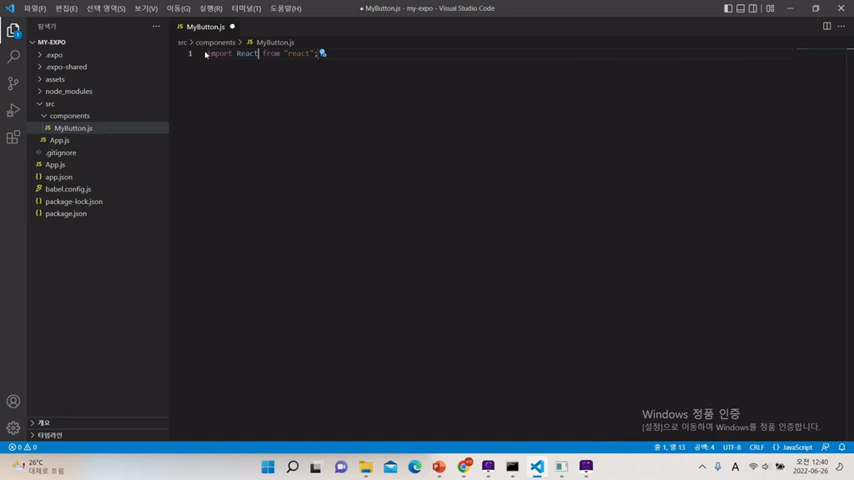 파일(F) 편집(E) 선택 영역(S) 보기(V) 이동(G) 실행(R) 터미널(T) 도움말(H)
● MyButton.js - my-expo - Visual Studio Code
탐색기
MyButton.js
src > components > MyButton.js
MY-EXPO
.expo
.expo-shared
assets
node_modules
src
components
MyButton.js
App.js
.gitignore
App.js
app.json
babel.config.js
package-lock.json
package.json
개요
타임라인
1 import React from "react";
Windows 정품 인증
[설정]으로 이동하여 Windows를 정품 인증합니다.
0 0
줄 1, 열 13 공백: 4 UTF-8 CRLF {} JavaScript
26°C
대체로 흐림
A
오전 12:40
2022-06-26